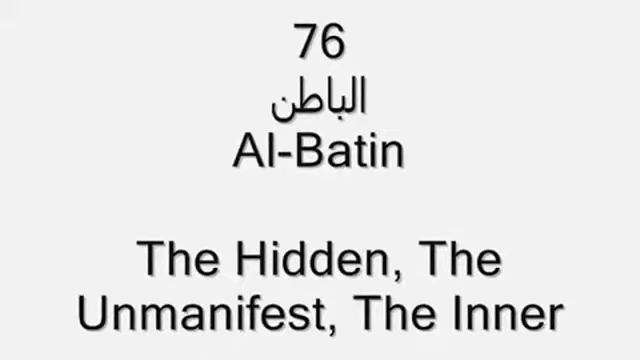 76
الباطن
Al-Batin
The Hidden, The
Unmanifest, The Inner